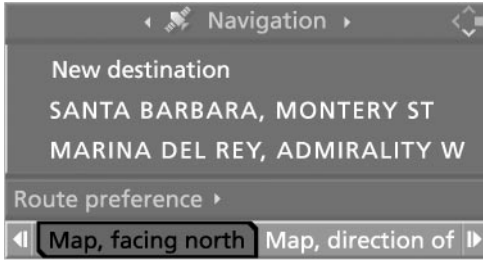 Navigation
New destination
SANTA BARBARA, MONTERY ST
MARINA DEL REY, ADMIRALITY W
Route preference
Map, facing north Map, direction of